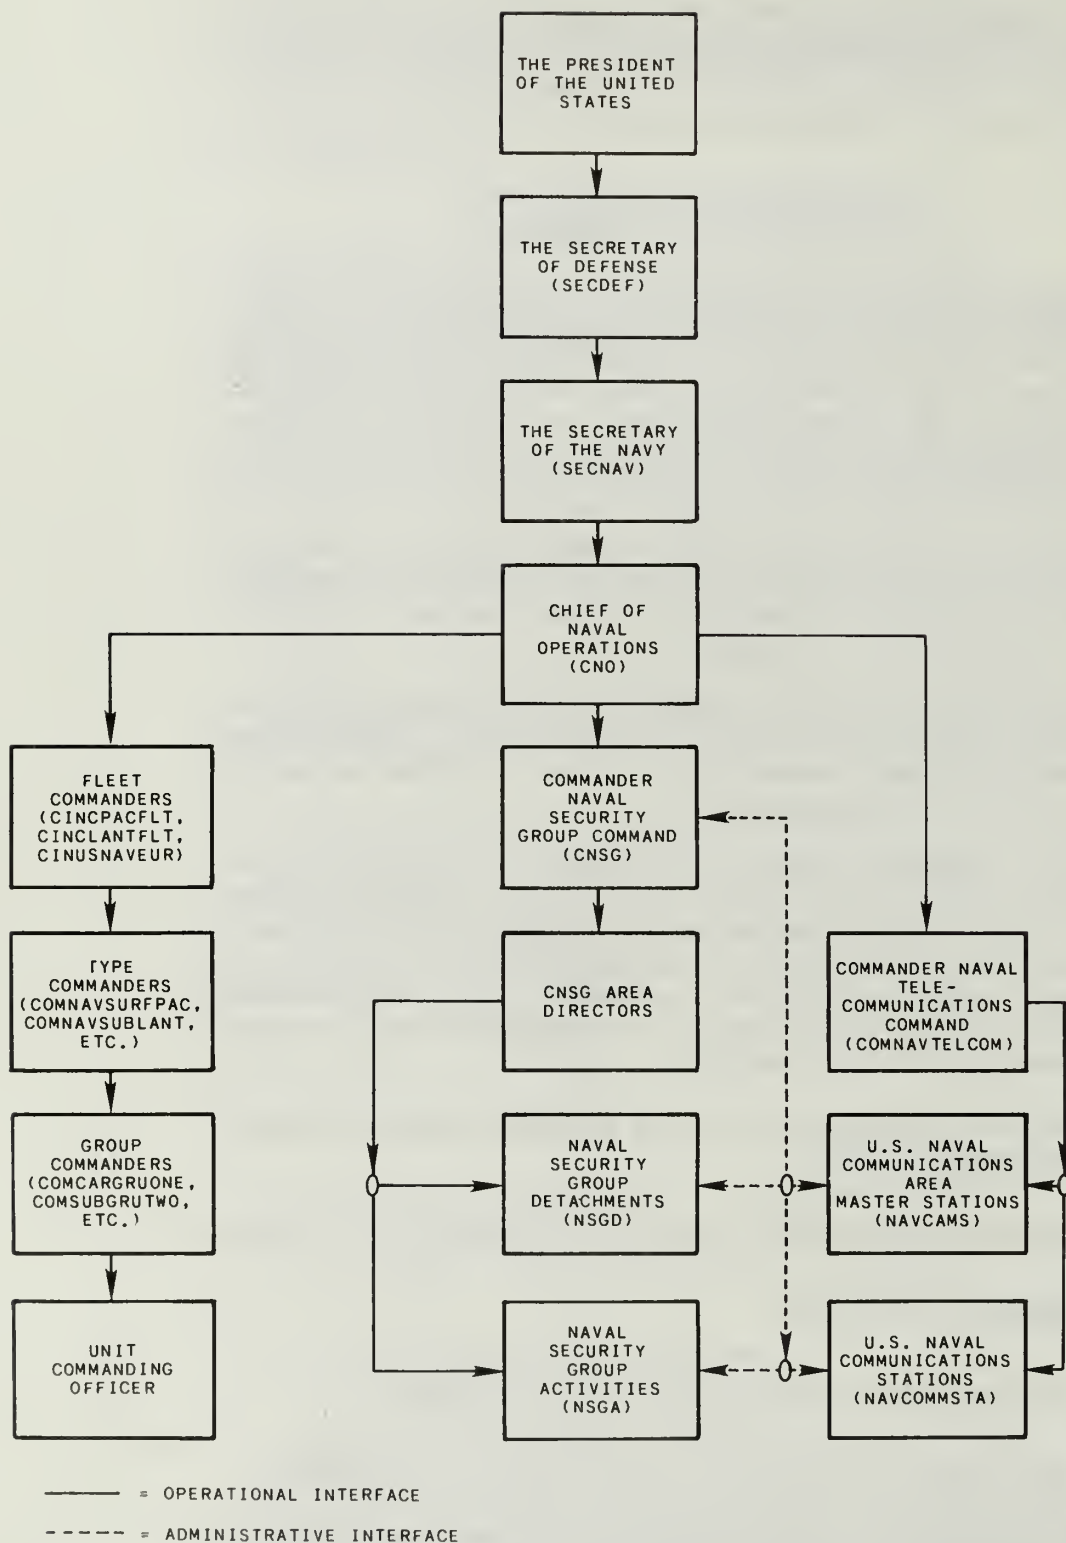 THE PRESIDENT
OF THE UNITED
STATES
THE SECRETARY
OF DEFENSE
(SECDEF)
THE SECRETARY
OF THE NAVY
(SECNAV)
CHIEF OF
NAVAL
OPERATIONS
(CNO)
FLEET
COMMANDERS
(CINCPACFLT,
CINCLANTFLT,
CINUSNAVEUR)
COMMANDER
NAVAL
SECURITY
GROUP COMMAND
(CNSG)
TYPE
COMMANDERS
(COMNAVSURFPAC,
COMNAVSUBLANT,
ETC.)
CNSG AREA
DIRECTORS
COMMANDER NAVAL
TELE-
COMMUNICATIONS
COMMAND
(COMNAVTELCOM)
GROUP
COMMANDERS
(COMCARGRUONE,
COMSUBGRUTWO,
ETC.)
NAVAL
SECURITY
GROUP
DETACHMENTS
(NSGD)
U.S. NAVAL
COMMUNICATIONS
AREA
MASTER STATIONS
(NAVCAMS)
UNIT
COMMANDING
OFFICER
NAVAL
SECURITY
GROUP
ACTIVITIES
(NSGA)
U.S. NAVAL
COMMUNICATIONS
STATIONS
(NAVCOMMSTA)
= OPERATIONAL INTERFACE
= ADMINISTRATIVE INTERFACE